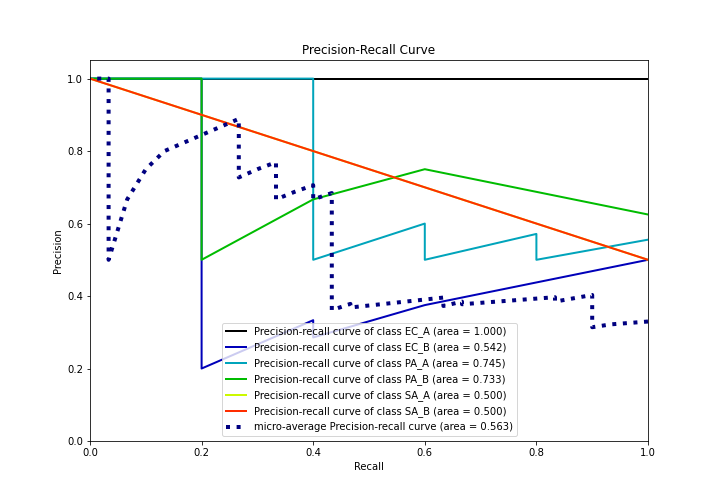 Precision-Recall Curve
Precision
1.0
0.8
0.6
0.4
0.2
0.0
Precision-recall curve of class EC_A (area = 1.000)
Precision-recall curve of class EC_B (area = 0.542)
Precision-recall curve of class PA_A (area = 0.745)
Precision-recall curve of class PA_B (area = 0.733)
Precision-recall curve of class SA_A (area = 0.500)
Precision-recall curve of class SA_B (area = 0.500)
micro-average Precision-recall curve (area = 0.563)
0.0 0.2 0.4 0.6 0.8 1.0
Recall